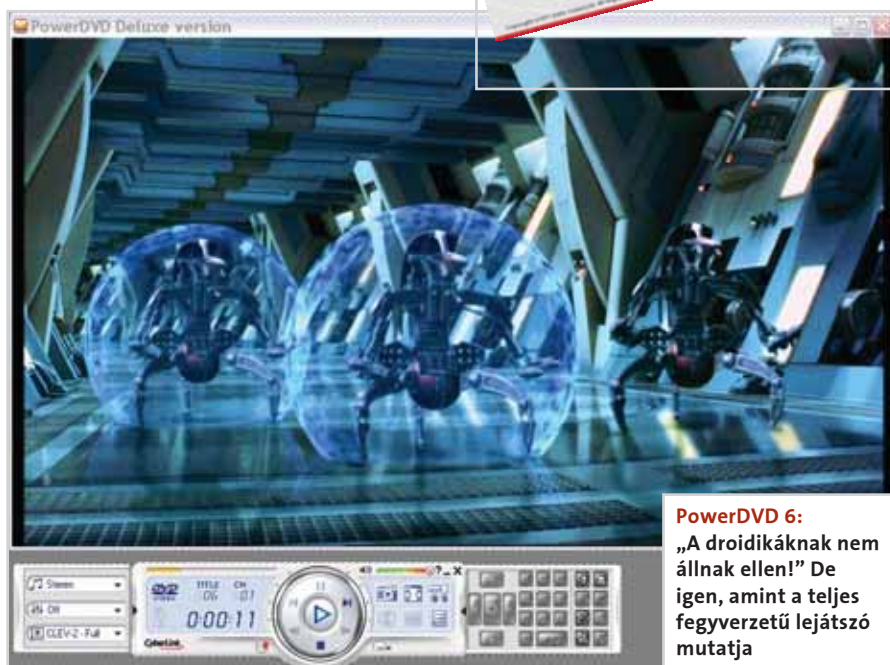 PowerDVD Deluxe version
PowerDVD 6:
„A droidikáknak nem
állnak ellen!” De
igen, amint a teljes
fegyverzetű lejátszó
mutatja
Stereo
Off
CLEV-2 - Full
TITLE CH
06 01
0:00:11
CyberLink